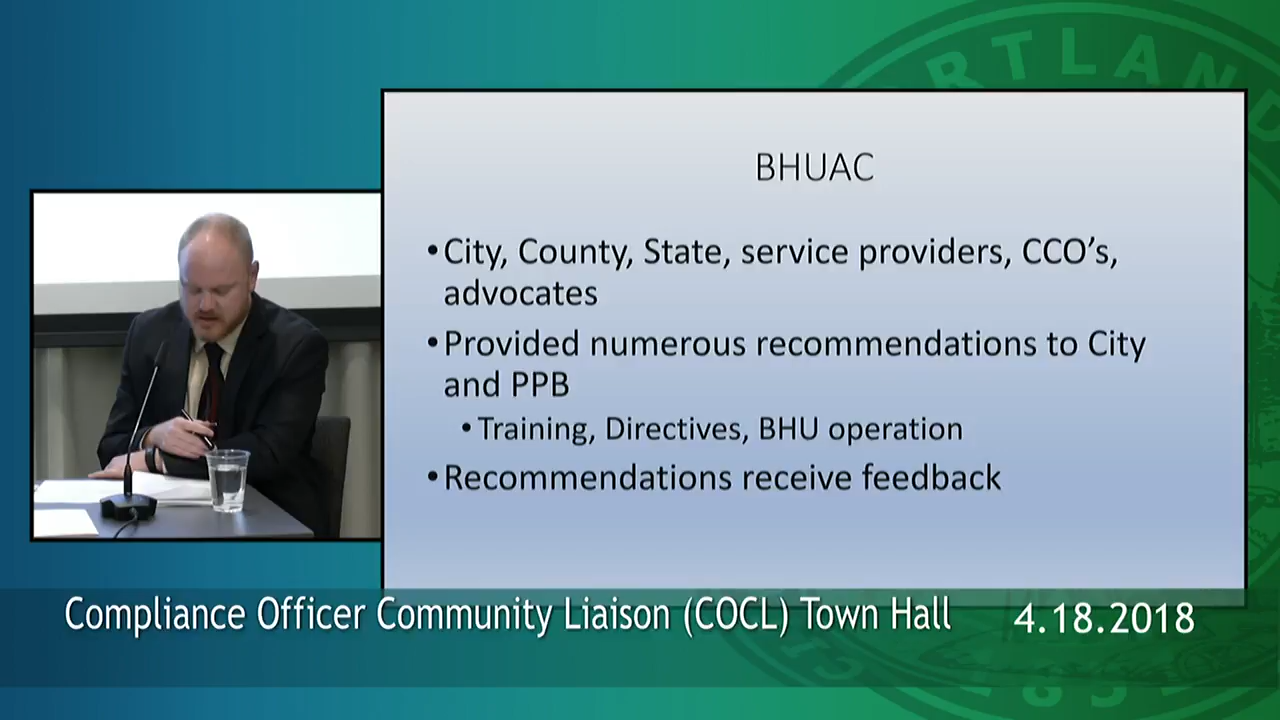 RTLAND
BHUAC
•City, County, State, service providers, CCO’s,
advocates
•Provided numerous recommendations to City
and PPB
•Training, Directives, BHU operation
•Recommendations receive feedback
Compliance Officer Community Liaison (COCL) Town Hall
4.18.2018